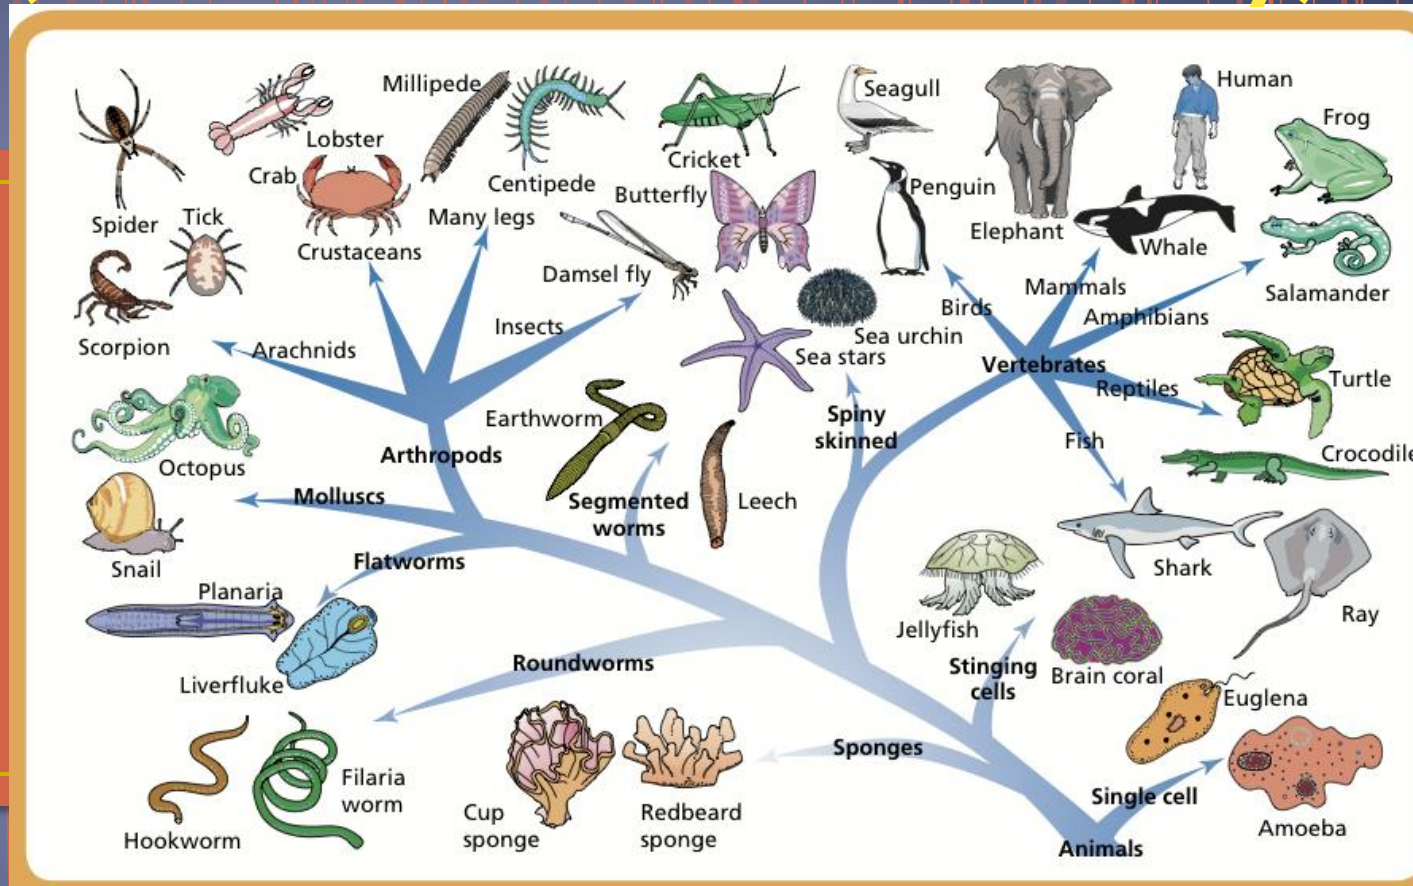 Millipede
Seagull
Human
Frog
Lobster
Cricket
Crab
Centipede
Butterfly
Penguin
Spider
Tick
Many legs
Elephant
Whale
Crustaceans
Damsel fly
Mammals
Salamander
Birds
Amphibians
Insects
Sea urchin
Scorpion
Arachnids
Sea stars
Vertebrates
Reptiles
Turtle
Earthworm
Spiny
skinned
Fish
Arthropods
Crocodile
Octopus
Molluscs
Segmented
worms
Leech
Flatworms
Snail
Shark
Planaria
Ray
Jellyfish
Roundworms
Stinging
cells
Brain coral
Liverfluke
Euglena
Sponges
Filaria
worm
Single cell
Cup
sponge
Redbeard
sponge
Hookworm
Amoeba
Animals